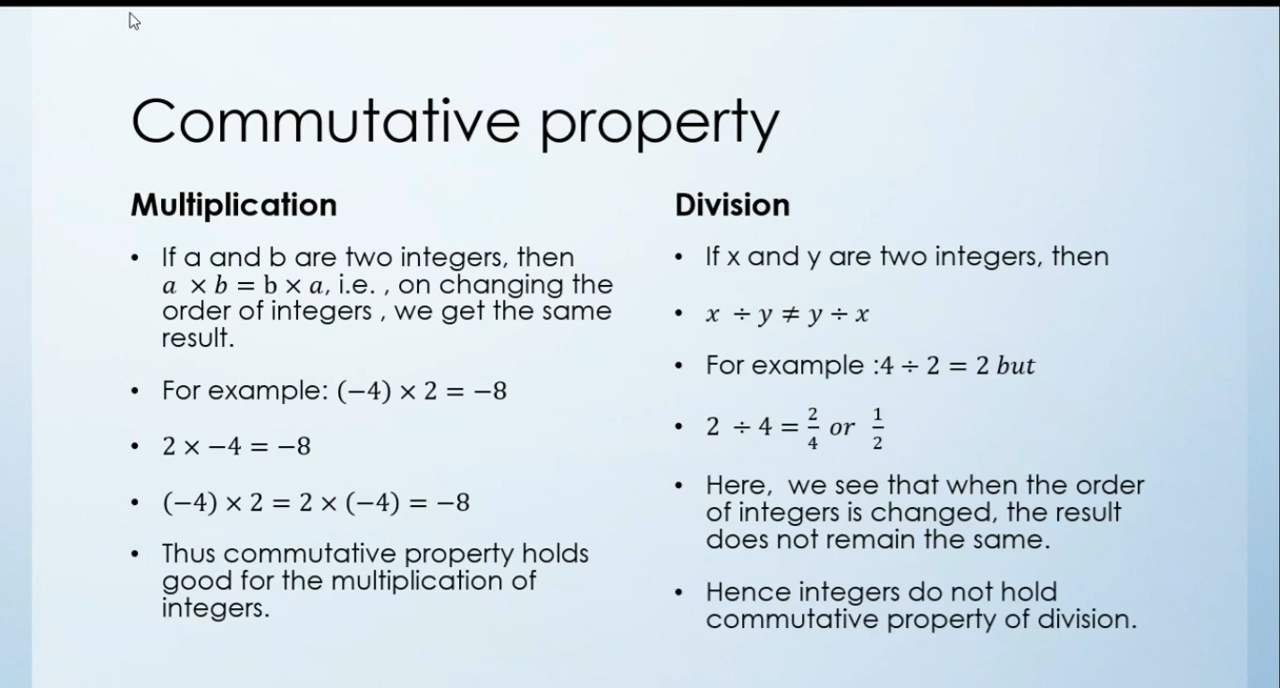 Commutative property
Multiplication
• If a and b are two integers, then
a × b = b × a, i.e. , on changing the
order of integers , we get the same
result.
• For example: (−4) × 2 = −8
• 2 × −4 = −8
• (−4) × 2 = 2 × (−4) = −8
• Thus commutative property holds
good for the multiplication of
integers.
Division
• If x and y are two integers, then
• x ÷ y ≠ y ÷ x
• For example :4 ÷ 2 = 2 but
• 2 ÷ 4 = 2/4 or 1/2
• Here, we see that when the order
of integers is changed, the result
does not remain the same.
• Hence integers do not hold
commutative property of division.